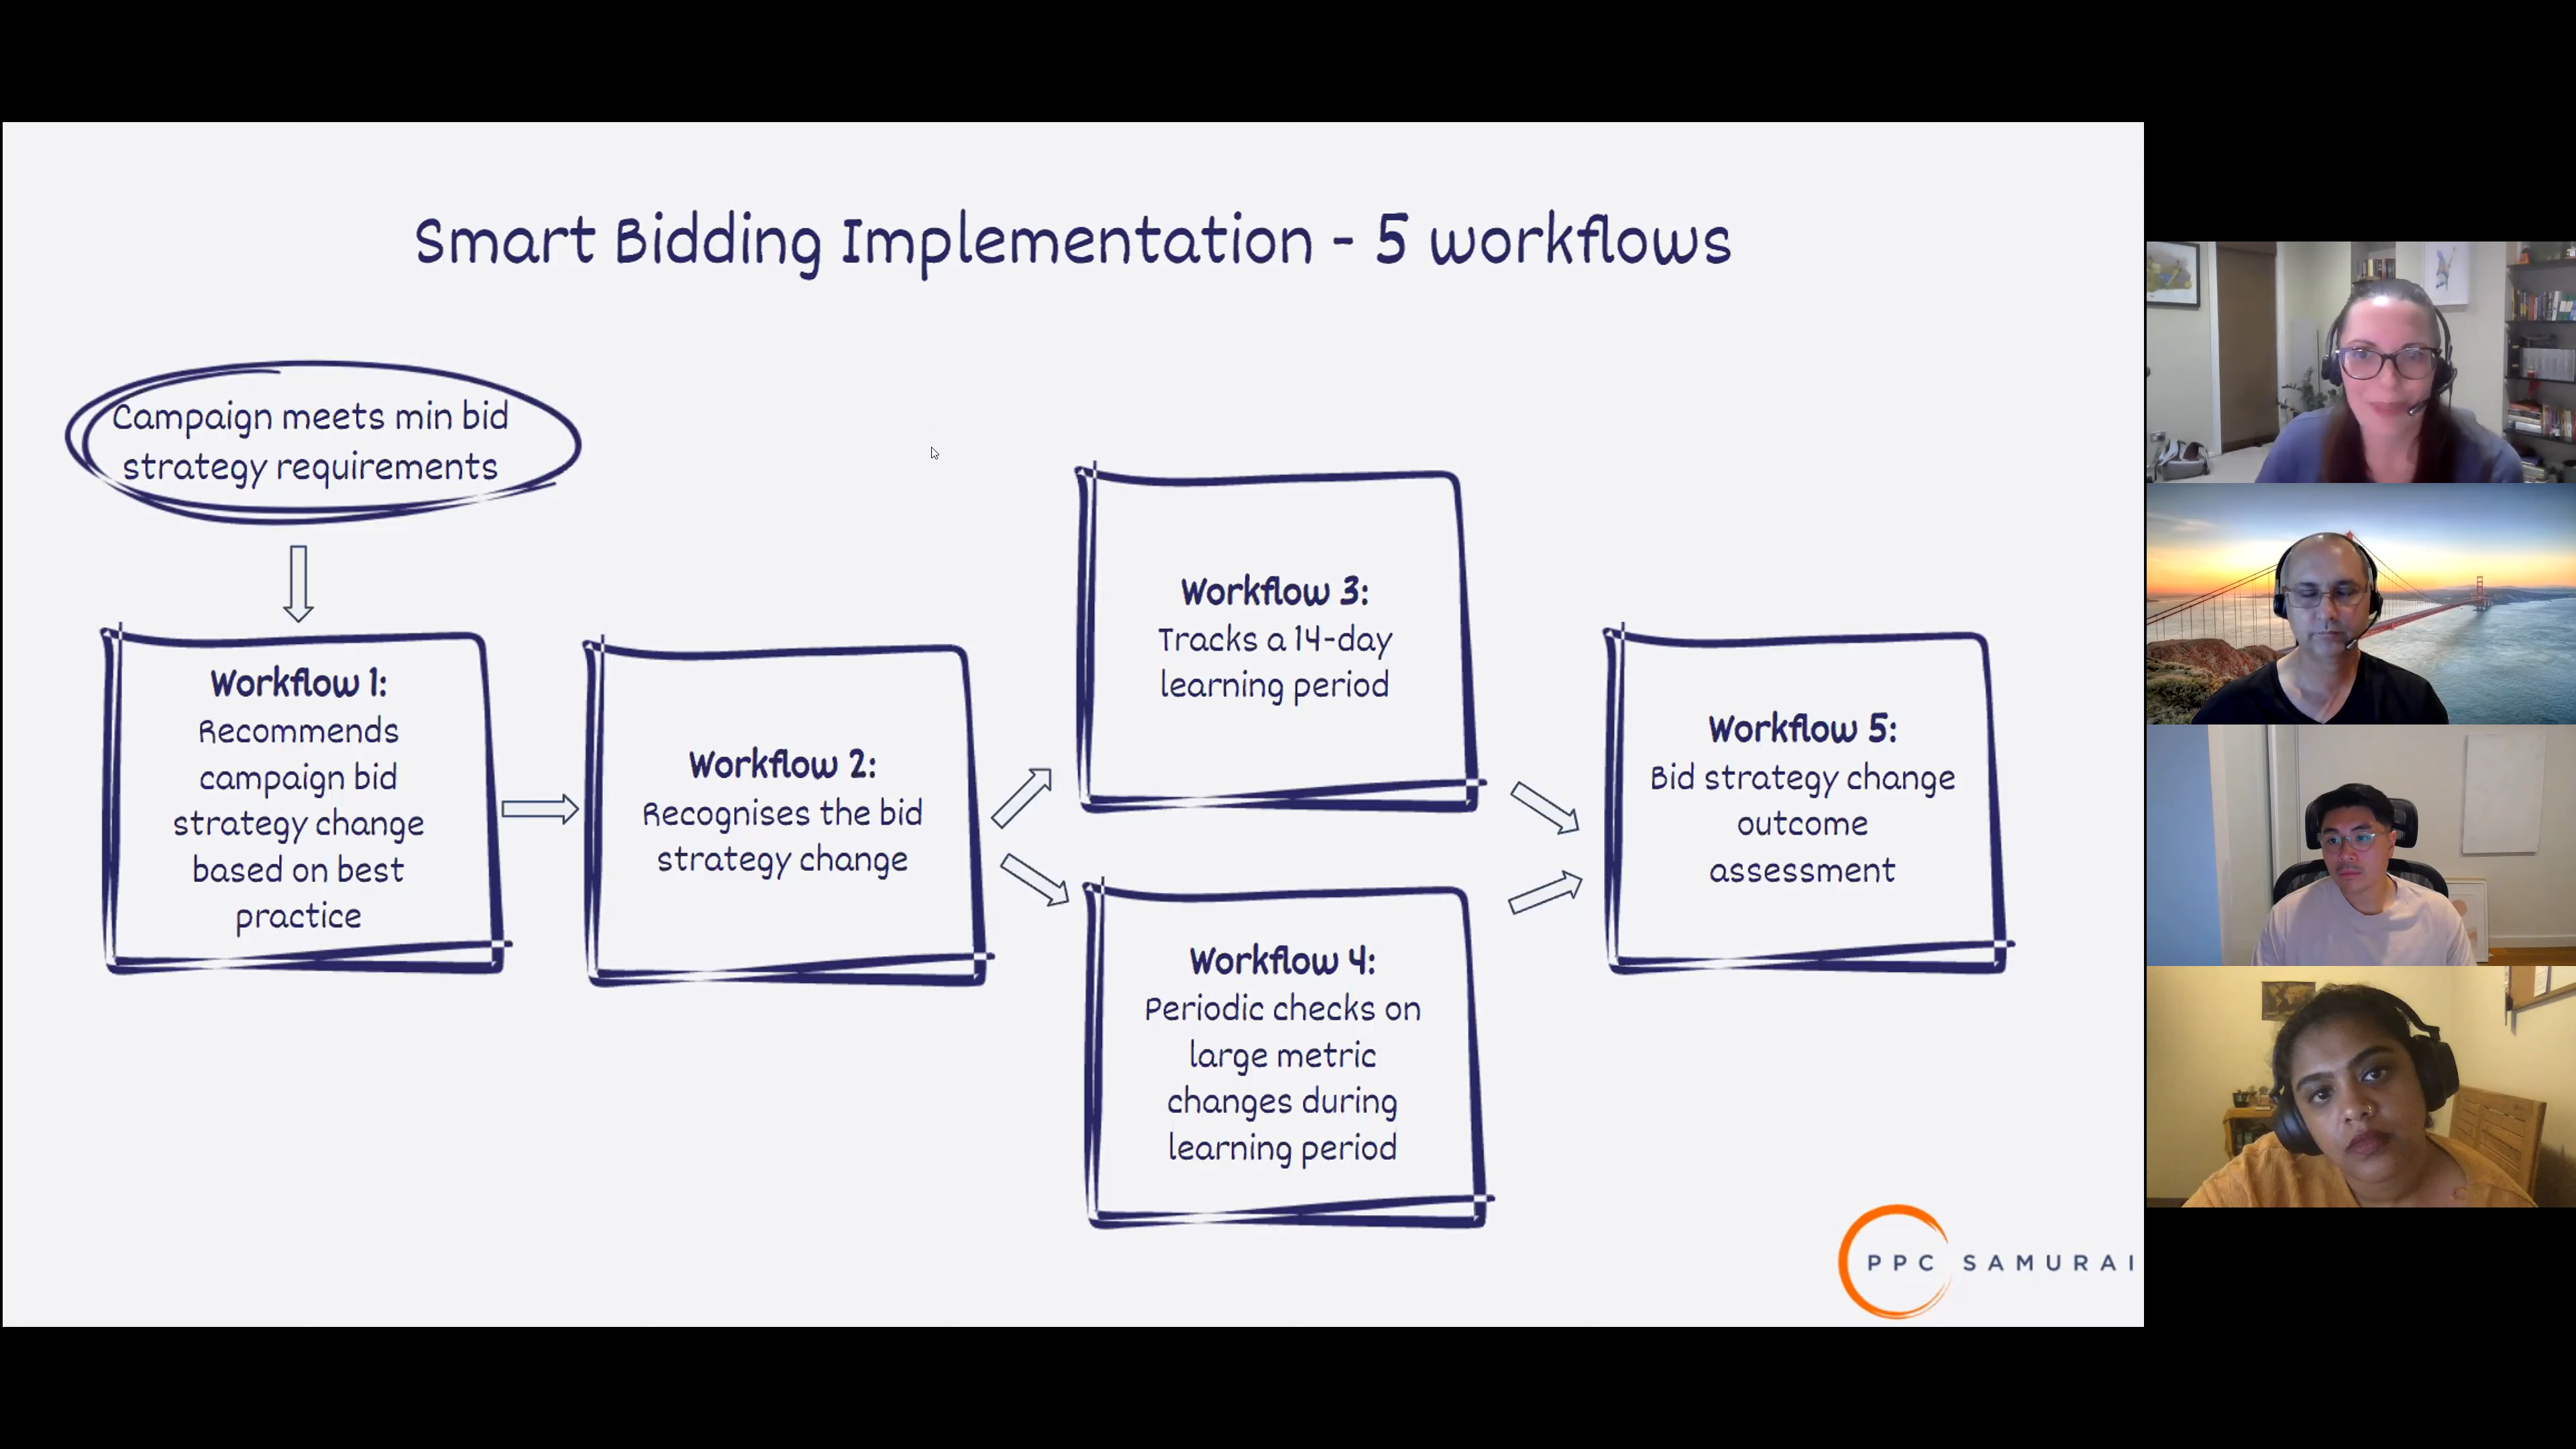 Smart Bidding Implementation - 5 workflows
Campaign meets min bid
strategy requirements
Workflow 1:
Recommends
campaign bid
strategy change
based on best
practice
Workflow 2:
Recognises the bid
strategy change
Workflow 3:
Tracks a 14-day
learning period
Workflow 4:
Periodic checks on
large metric
changes during
learning period
Workflow 5:
Bid strategy change
outcome
assessment
PPC SAMURAI